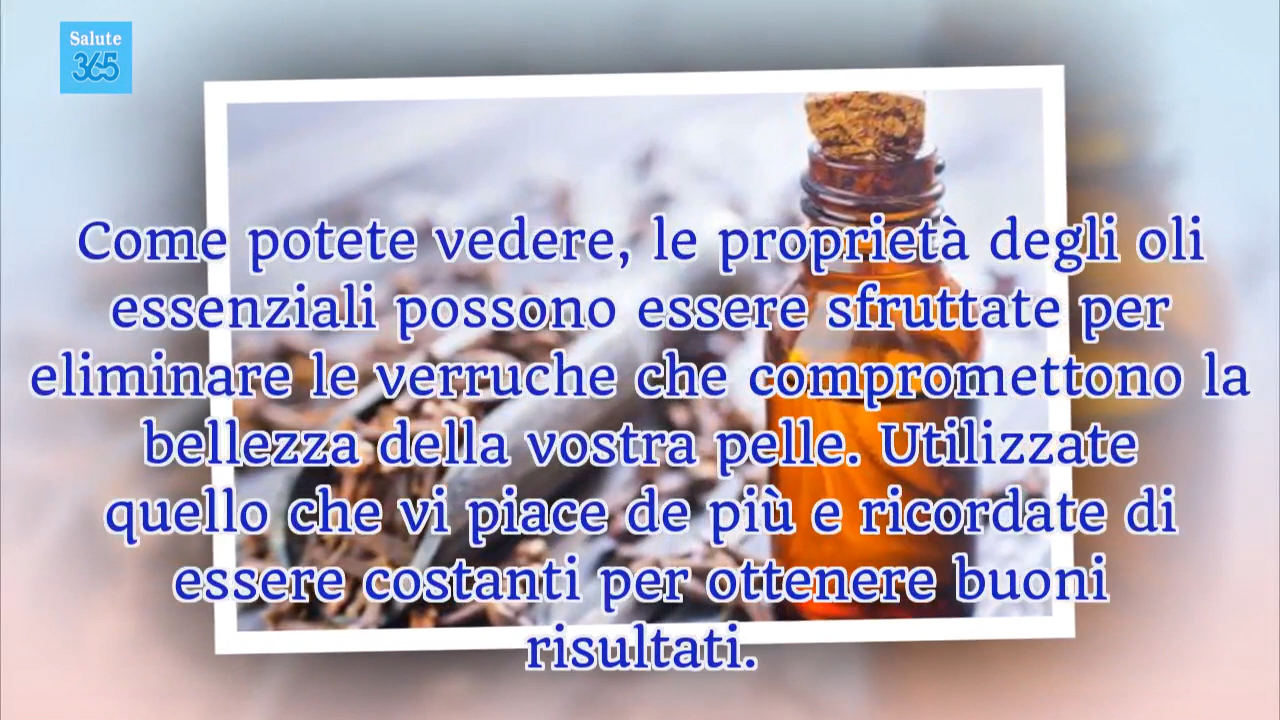 Salute
365
Come potete vedere, le proprietà degli oli
essenziali possono essere sfruttate per
eliminare le verruche che compromettono la
bellezza della vostra pelle. Utilizzate
quello che vi piace de più e ricordate di
essere costanti per ottenere buoni
risultati.